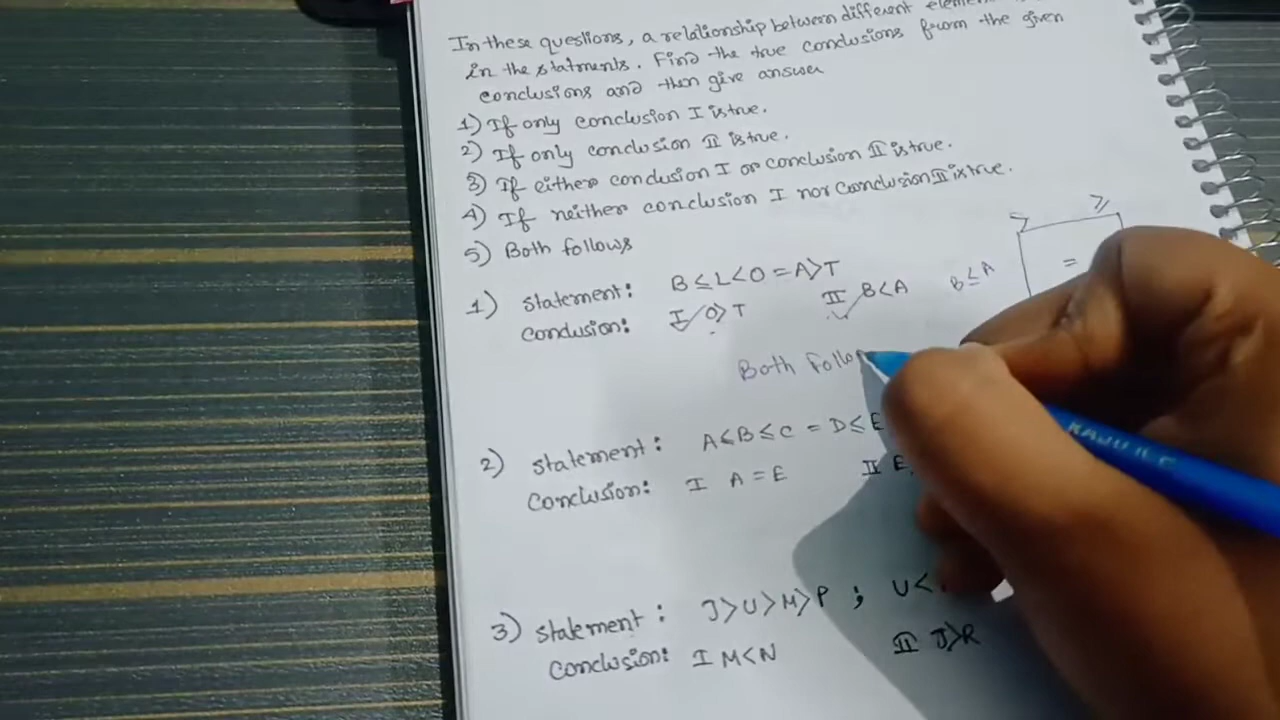 In these questions, a relationship between different
in the statments. Find the true conclusions from the given
conclusions and then give answer
1) If only conclusion I is true.
2) If only conclusion II is true.
3) If either conclusion I or conclusion II is true.
4) If neither conclusion I nor conclusion II is true.
5) Both follows
1) statement: B ≤ L < O = A > T
conclusion: I O > T II B < A B ≤ A
=
Both Follo
2) statement: A ≤ B ≤ C = D ≤ E
conclusion: I A = E II E
3) statement: J > U > M > P ; U <
conclusion: I M < N II J > R